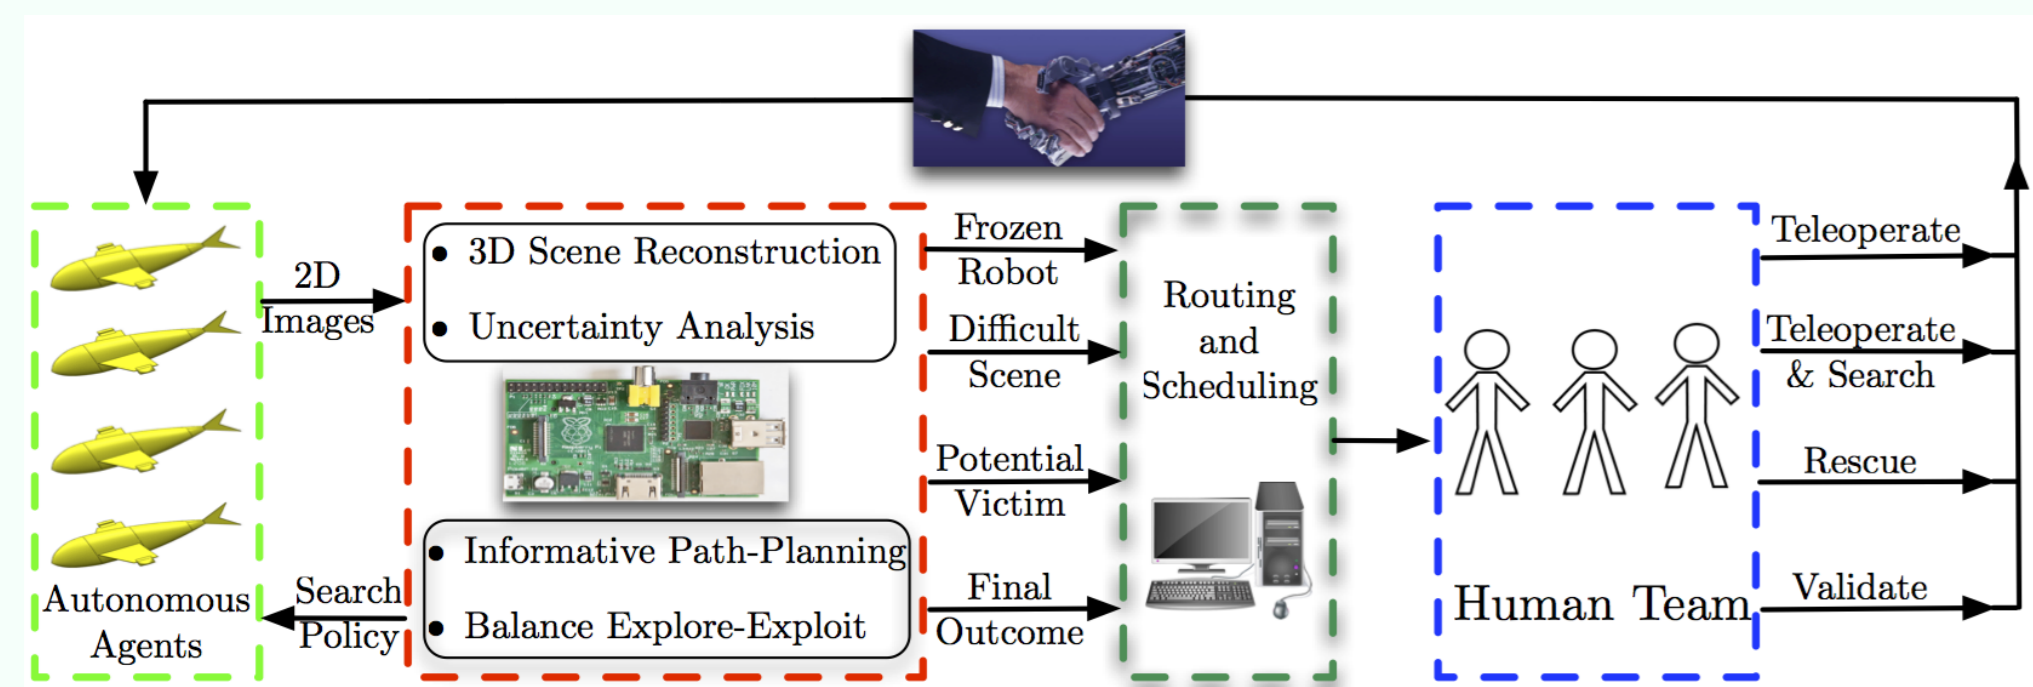 2D
Images
Autonomous
Agents
Search
Policy
• 3D Scene Reconstruction
• Uncertainty Analysis
• Informative Path-Planning
• Balance Explore-Exploit
Frozen
Robot
Difficult
Scene
Potential
Victim
Final
Outcome
Routing
and
Scheduling
Human Team
Teleoperate
Teleoperate
& Search
Rescue
Validate